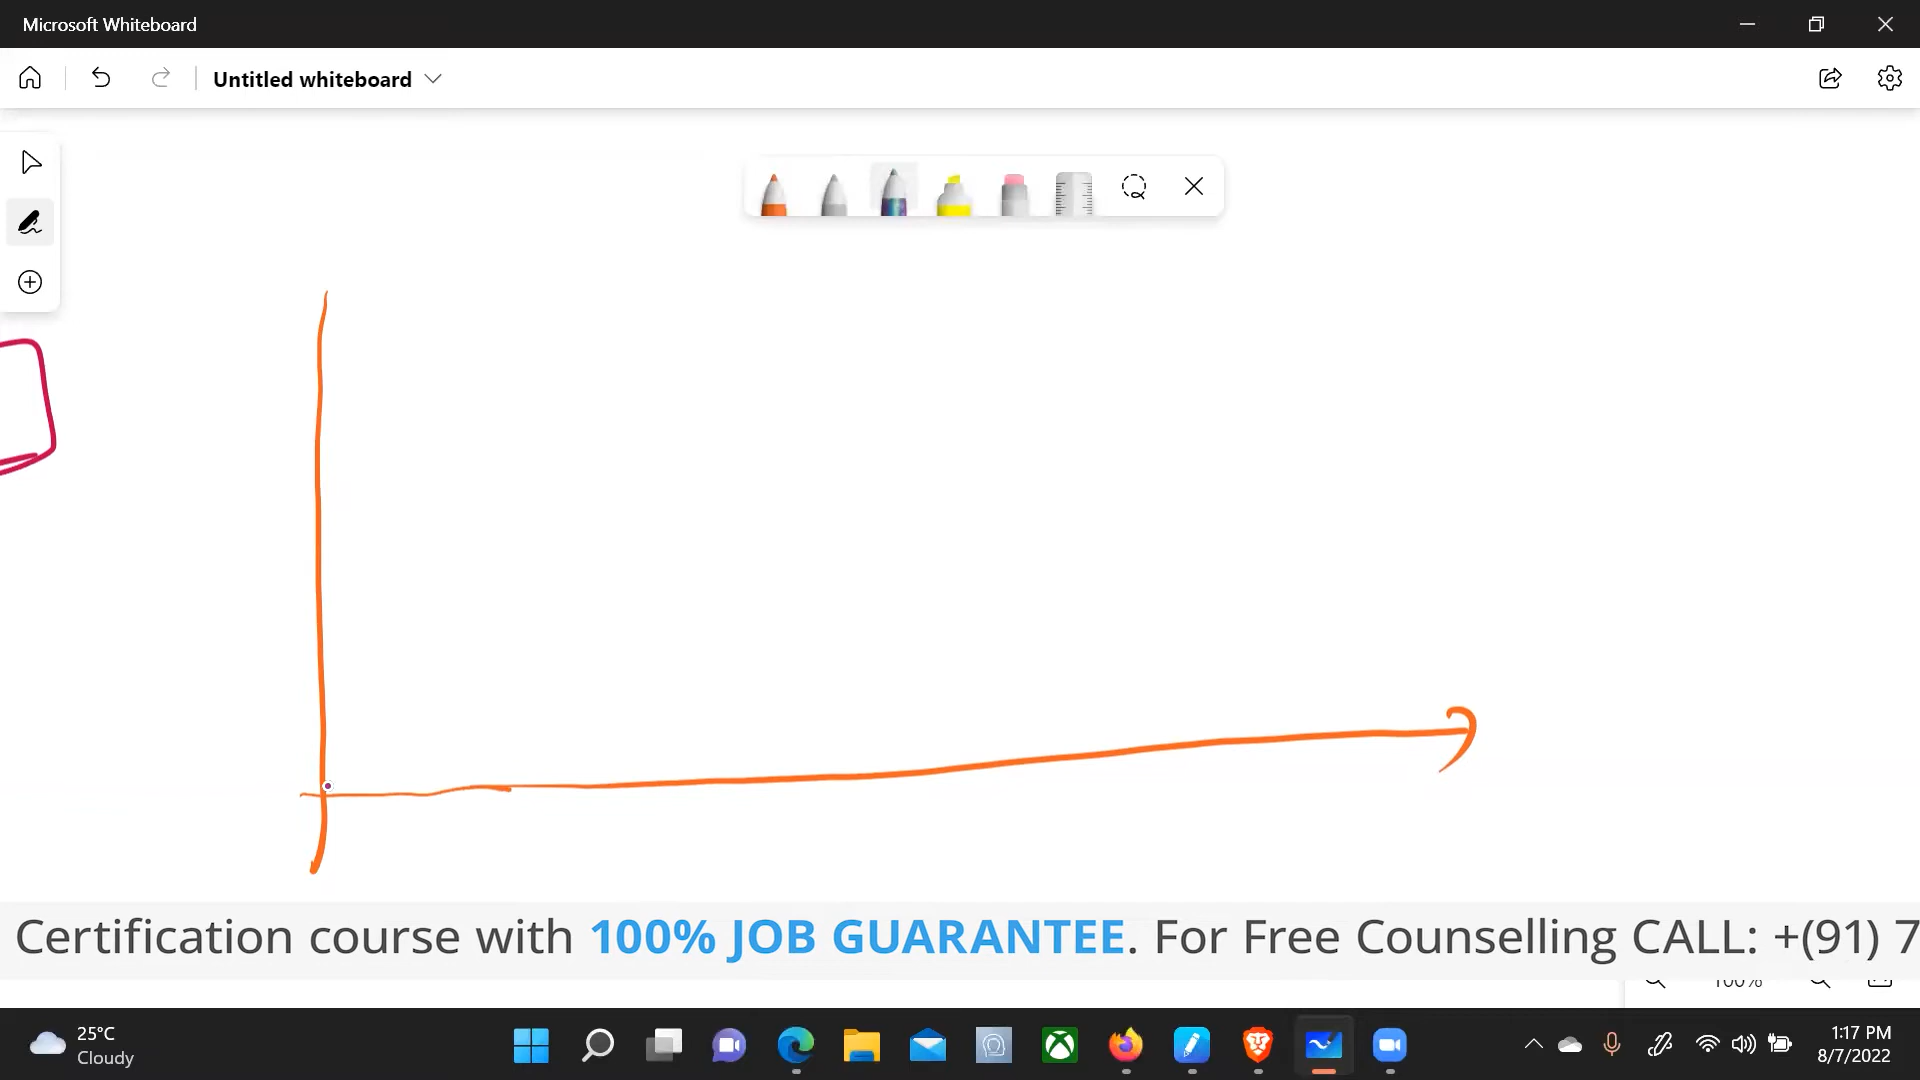 Microsoft Whiteboard
Untitled whiteboard
Certification course with 100% JOB GUARANTEE. For Free Counselling CALL: +(91) 7
100%
25°C
Cloudy
1:17 PM
8/7/2022